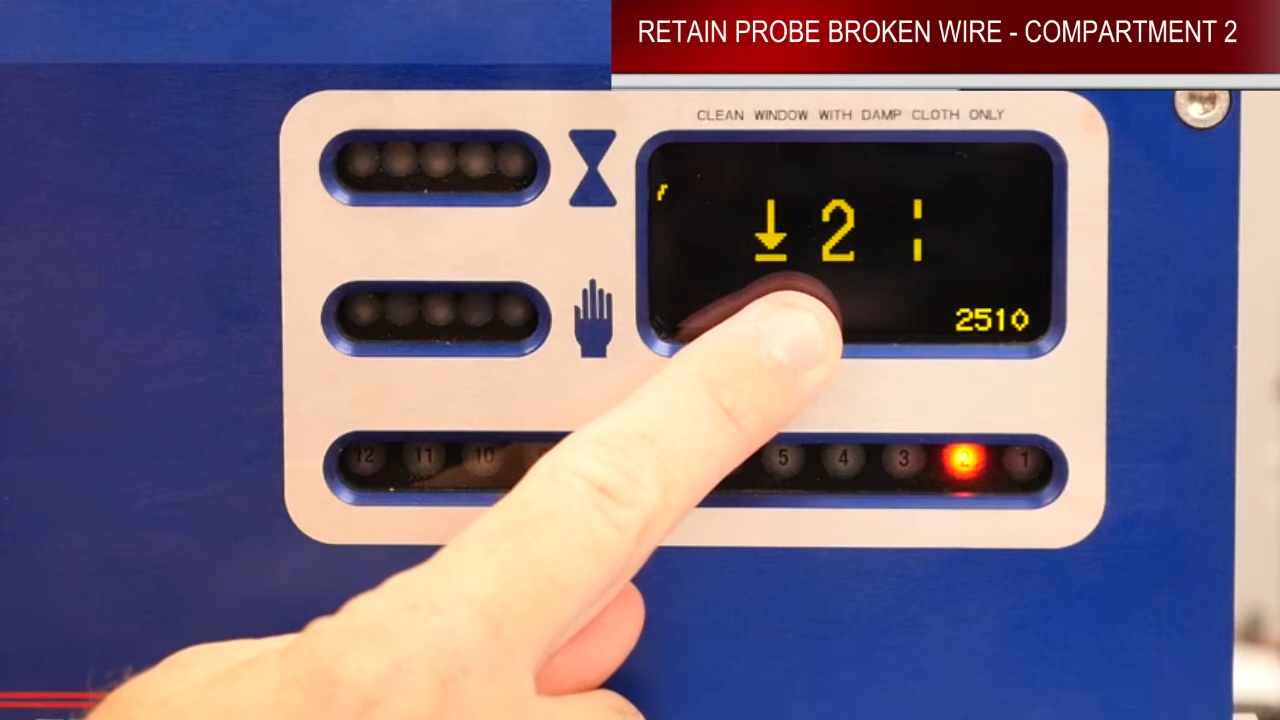 RETAIN PROBE BROKEN WIRE - COMPARTMENT 2
CLEAN WINDOW WITH DAMP CLOTH ONLY
2
2510
12 11 10 5 4 3 2 1